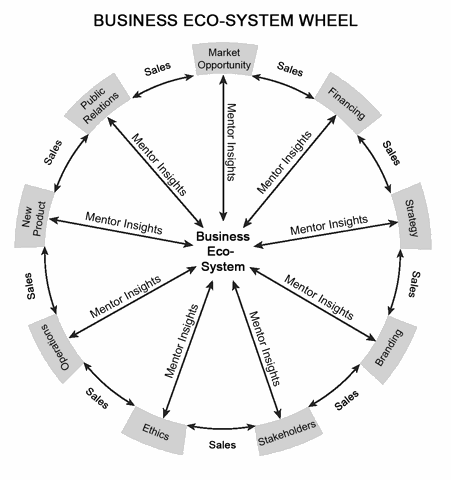 BUSINESS ECO-SYSTEM WHEEL
Market
Opportunity
Sales
Financing
Sales
Strategy
Sales
Branding
Sales
Stakeholders
Sales
Ethics
Sales
Operations
Sales
New
Product
Sales
Public
Relations
Sales
Mentor Insights
Mentor Insights
Mentor Insights
Mentor Insights
Mentor Insights
Mentor Insights
Mentor Insights
Mentor Insights
Mentor Insights
Business
Eco-
System